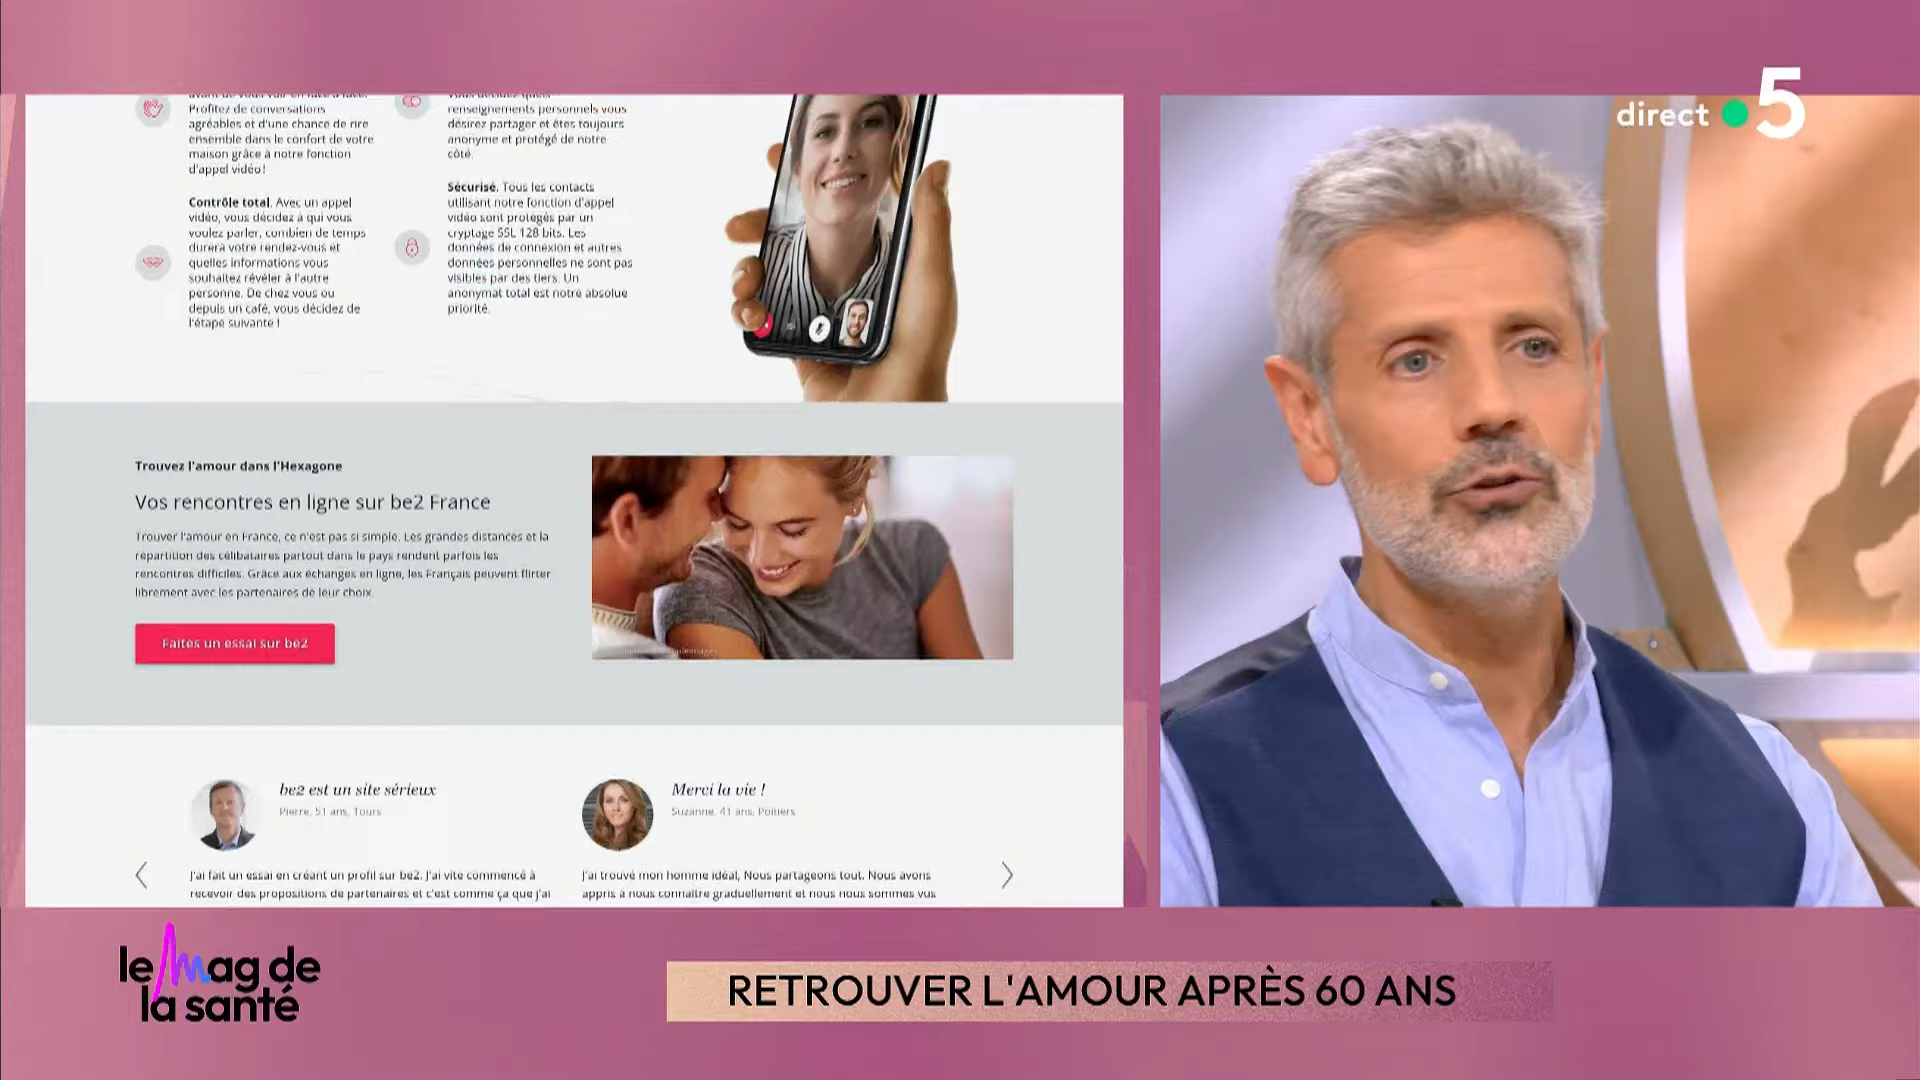 direct 5
Profitez de conversations
agréables et d'une chance de rire
ensemble dans le confort de votre
maison grâce à notre fonction
d'appel vidéo !
Contrôle total. Avec un appel
vidéo, vous décidez à qui vous
voulez parler, combien de temps
durera votre rendez-vous et
quelles informations vous
souhaitez révéler à l'autre
personne. De chez vous ou
depuis un café, vous décidez de
l'étape suivante !
renseignements personnels vous
désirez partager et êtes toujours
anonyme et protégé de notre
côté.
Sécurisé. Tous les contacts
utilisant notre fonction d'appel
vidéo sont protégés par un
cryptage SSL 128 bits. Les
données de connexion et autres
données personnelles ne sont pas
visibles par des tiers. Un
anonymat total est notre absolue
priorité.
Trouvez l'amour dans l'Hexagone
Vos rencontres en ligne sur be2 France
Trouver l'amour en France, ce n'est pas si simple. Les grandes distances et la
répartition des célibataires partout dans le pays rendent parfois les
rencontres difficiles. Grâce aux échanges en ligne, les Français peuvent flirter
librement avec les partenaires de leur choix.
Faites un essai sur be2
be2 est un site sérieux
Pierre, 51 ans, Tours
J'ai fait un essai en créant un profil sur be2. J'ai vite commencé à
recevoir des propositions de partenaires et c'est comme ça que j'ai
Merci la vie !
Suzanne, 41 ans, Poitiers
J'ai trouvé mon homme idéal, Nous partageons tout. Nous avons
appris à nous connaître graduellement et nous nous sommes vus
le Mag de
la santé
RETROUVER L'AMOUR APRÈS 60 ANS